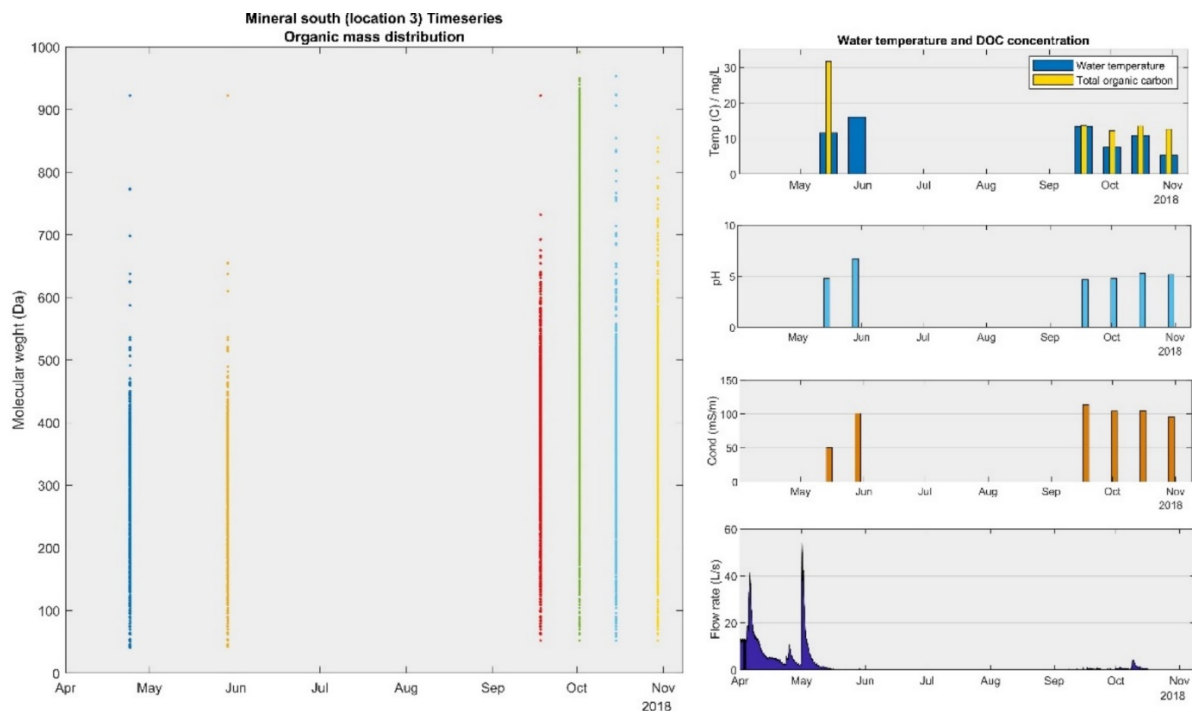 Mineral south (location 3) Timeseries
Organic mass distribution
Molecular weght (Da)
1000
900
800
700
600
500
400
300
200
100
0
Apr May Jun Jul Aug Sep Oct Nov
2018
Water temperature and DOC concentration
Water temperature
Total organic carbon
Temp (C) / mg/L
30
20
10
0
May Jun Jul Aug Sep Oct Nov
2018
pH
10
5
0
May Jun Jul Aug Sep Oct Nov
2018
Cond (mS/m)
150
100
50
0
May Jun Jul Aug Sep Oct Nov
2018
Flow rate (L/s)
60
40
20
0
Apr May Jun Jul Aug Sep Oct Nov
2018